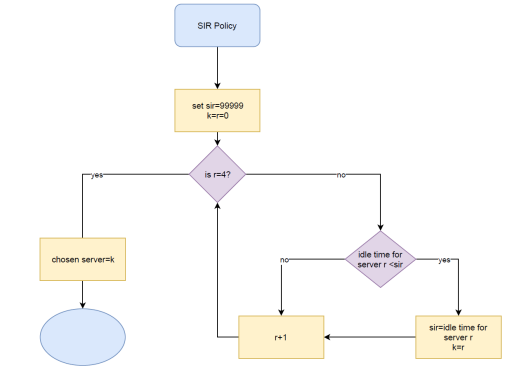 SIR Policy
set sir=99999
k=r=0
is r=4?
yes
no
chosen server=k
idle time for
server r <sir
no
yes
r+1
sir=idle time for
server r
k=r